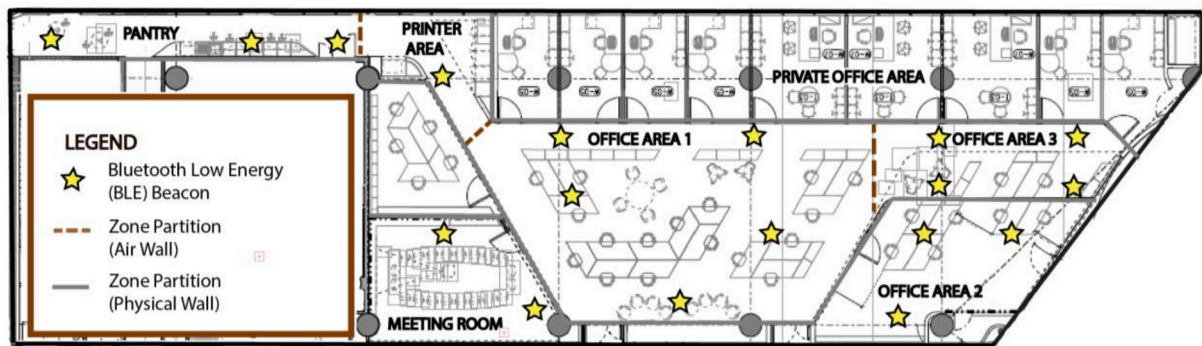 PANTRY
PRINTER
AREA
PRIVATE OFFICE AREA
LEGEND
Bluetooth Low Energy
(BLE) Beacon
Zone Partition
(Air Wall)
Zone Partition
(Physical Wall)
OFFICE AREA 1
OFFICE AREA 3
OFFICE AREA 2
MEETING ROOM